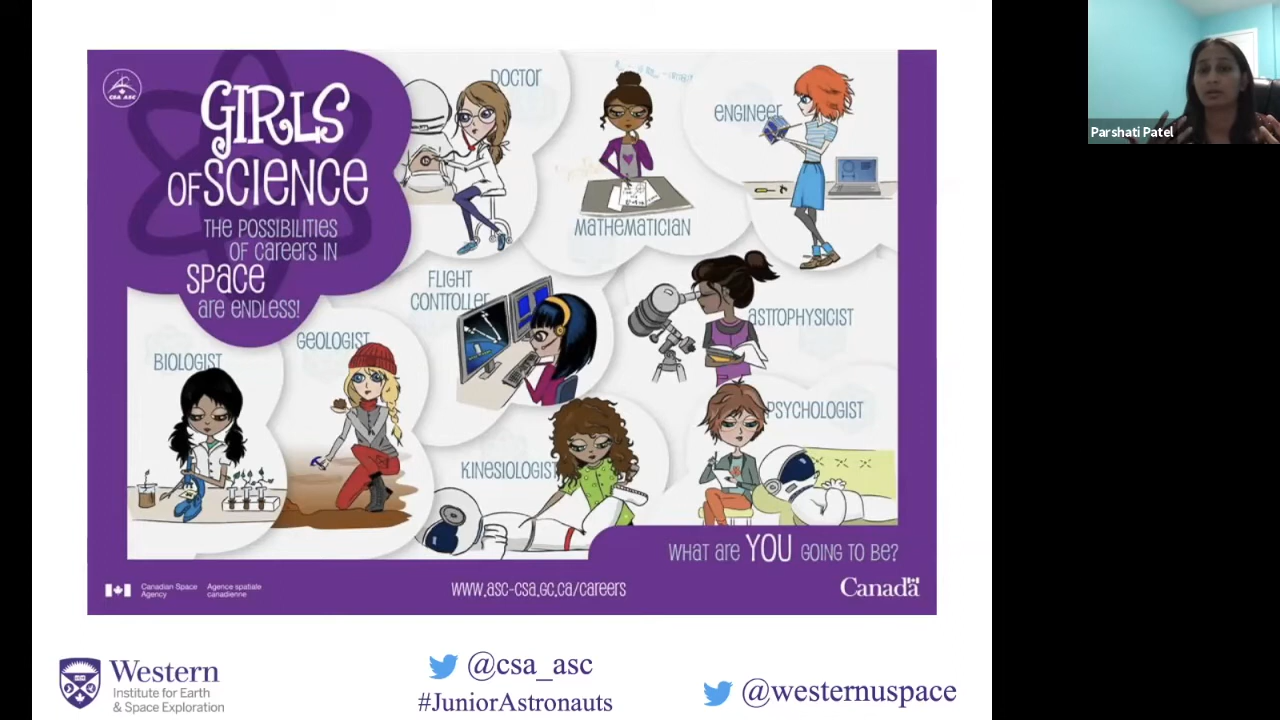 CSA ASC
GIRLS
OF SCIENCE
THE POSSIBILITIES
OF CAREERS IN
SPACE
ARE ENDLESS!
DOCTOR
MATHEMATICIAN
ENGINEER
FLIGHT
CONTROLLER
ASTROPHYSICIST
BIOLOGIST
GEOLOGIST
KINESIOLOGIST
PSYCHOLOGIST
WHAT ARE YOU GOING TO BE?
Canadian Space
Agency
Agence spatiale
canadienne
www.asc-csa.gc.ca/careers
Canada
Western
Institute for Earth
& Space Exploration
@csa_asc
#JuniorAstronauts
@westernuspace
Parshati Patel